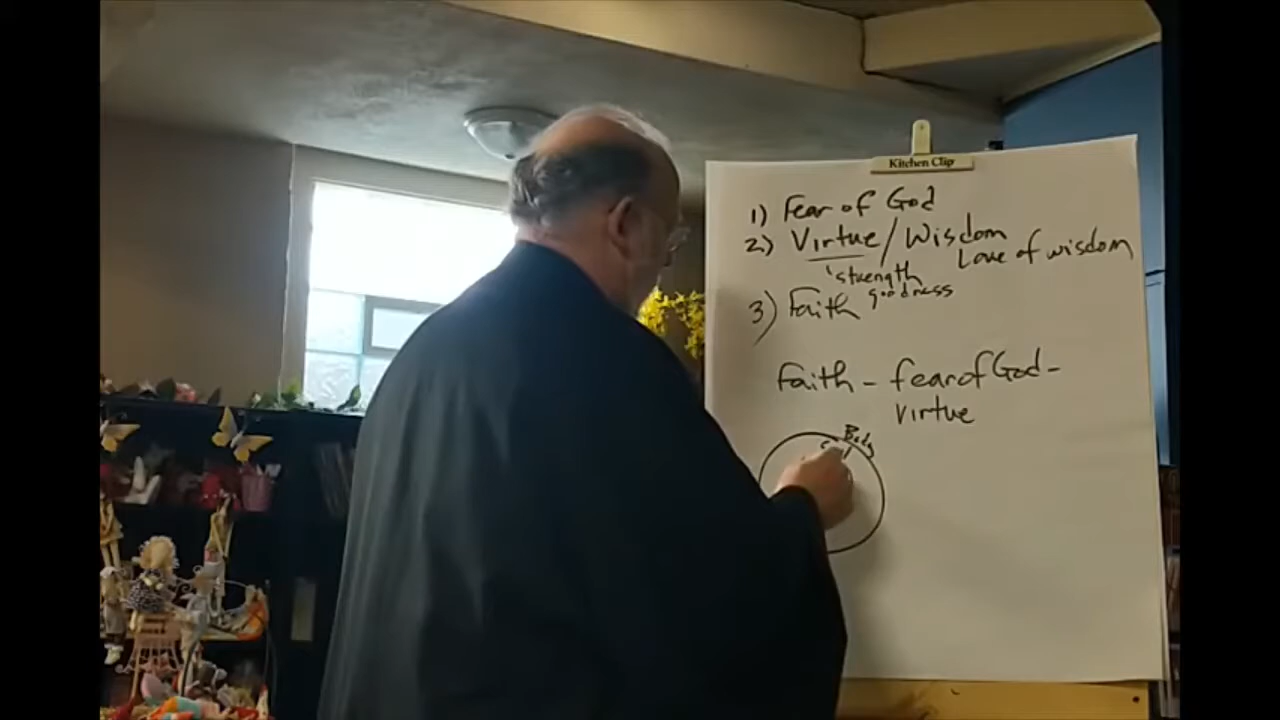 Kitchen Clip
1) Fear of God
2) Virtue / Wisdom
Love of wisdom
strength
goodness
3) Faith
Faith - fear of God -
virtue
Body